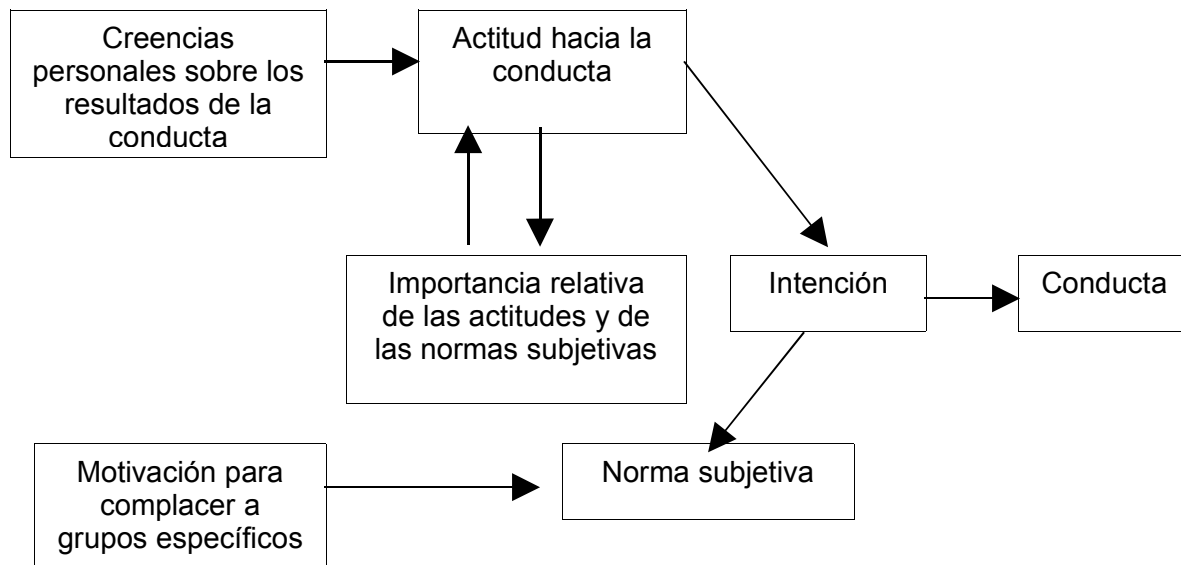 Creencias
personales sobre los
resultados de la
conducta
Actitud hacia la
conducta
Importancia relativa
de las actitudes y de
las normas subjetivas
Intención
Conducta
Motivación para
complacer a
grupos específicos
Norma subjetiva